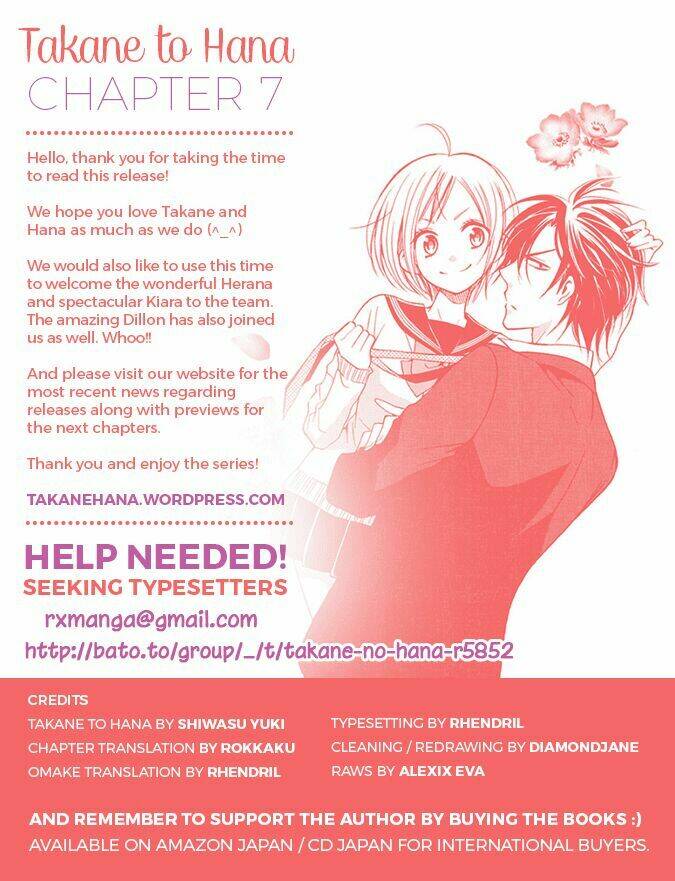 Takane to Hana
CHAPTER 7
Hello, thank you for taking the time
to read this release!
We hope you love Takane and
Hana as much as we do (^_^)
We would also like to use this time
to welcome the wonderful Herana
and spectacular Kiara to the team.
The amazing Dillon has also joined
us as well. Whoo!!
And please visit our website for the
most recent news regarding
releases along with previews for
the next chapters.
Thank you and enjoy the series!
TAKANEHANA.WORDPRESS.COM
HELP NEEDED!
SEEKING TYPESETTERS
rxmanga@gmail.com
http://bato.to/group/_/t/takane-no-hana-r5852
CREDITS
TAKANE TO HANA BY SHIWASU YUKI
CHAPTER TRANSLATION BY ROKKAKU
OMAKE TRANSLATION BY RHENDRIL
TYPESETTING BY RHENDRIL
CLEANING / REDRAWING BY DIAMONDJANE
RAWS BY ALEXIX EVA
AND REMEMBER TO SUPPORT THE AUTHOR BY BUYING THE BOOKS :)
AVAILABLE ON AMAZON JAPAN / CD JAPAN FOR INTERNATIONAL BUYERS.